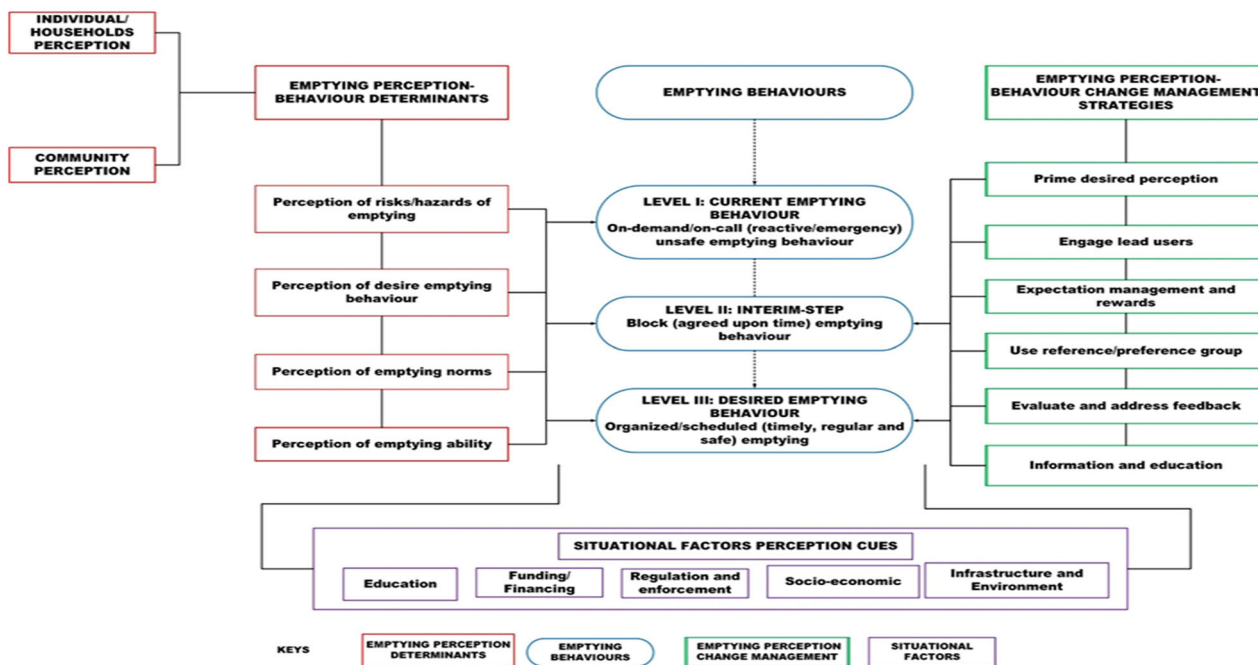 INDIVIDUAL/
HOUSEHOLDS
PERCEPTION
COMMUNITY
PERCEPTION
EMPTYING PERCEPTION-
BEHAVIOUR DETERMINANTS
Perception of risks/hazards of
emptying
Perception of desire emptying
behaviour
Perception of emptying norms
Perception of emptying ability
EMPTYING BEHAVIOURS
LEVEL I: CURRENT EMPTYING
BEHAVIOUR
On-demand/on-call (reactive/emergency)
unsafe emptying behaviour
LEVEL II: INTERIM-STEP
Block (agreed upon time) emptying
behaviour
LEVEL III: DESIRED EMPTYING
BEHAVIOUR
Organized/scheduled (timely, regular and
safe) emptying
EMPTYING PERCEPTION-
BEHAVIOUR CHANGE MANAGEMENT
STRATEGIES
Prime desired perception
Engage lead users
Expectation management and
rewards
Use reference/preference group
Evaluate and address feedback
Information and education
SITUATIONAL FACTORS PERCEPTION CUES
Education
Funding/
Financing
Regulation and
enforcement
Socio-economic
Infrastructure and
Environment
KEYS
EMPTYING PERCEPTION
DETERMINANTS
EMPTYING
BEHAVIOURS
EMPTYING PERCEPTION
CHANGE MANAGEMENT
SITUATIONAL
FACTORS